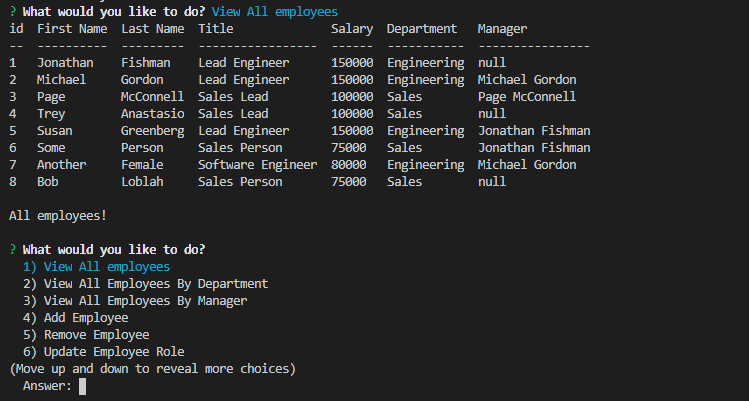 ? What would you like to do? View All employees
id  First Name  Last Name  Title              Salary  Department   Manager
--  ----------  ---------  -----------------  ------  -----------  ----------------
1   Jonathan    Fishman    Lead Engineer      150000  Engineering  null
2   Michael     Gordon     Lead Engineer      150000  Engineering  Michael Gordon
3   Page        McConnell  Sales Lead         100000  Sales        Page McConnell
4   Trey        Anastasio  Sales Lead         100000  Sales        null
5   Susan       Greenberg  Lead Engineer      150000  Engineering  Jonathan Fishman
6   Some        Person     Sales Person       75000   Sales        Jonathan Fishman
7   Another     Female     Software Engineer  80000   Engineering  Michael Gordon
8   Bob         Loblah     Sales Person       75000   Sales        null
All employees!
? What would you like to do?
1) View All employees
2) View All Employees By Department
3) View All Employees By Manager
4) Add Employee
5) Remove Employee
6) Update Employee Role
(Move up and down to reveal more choices)
Answer: